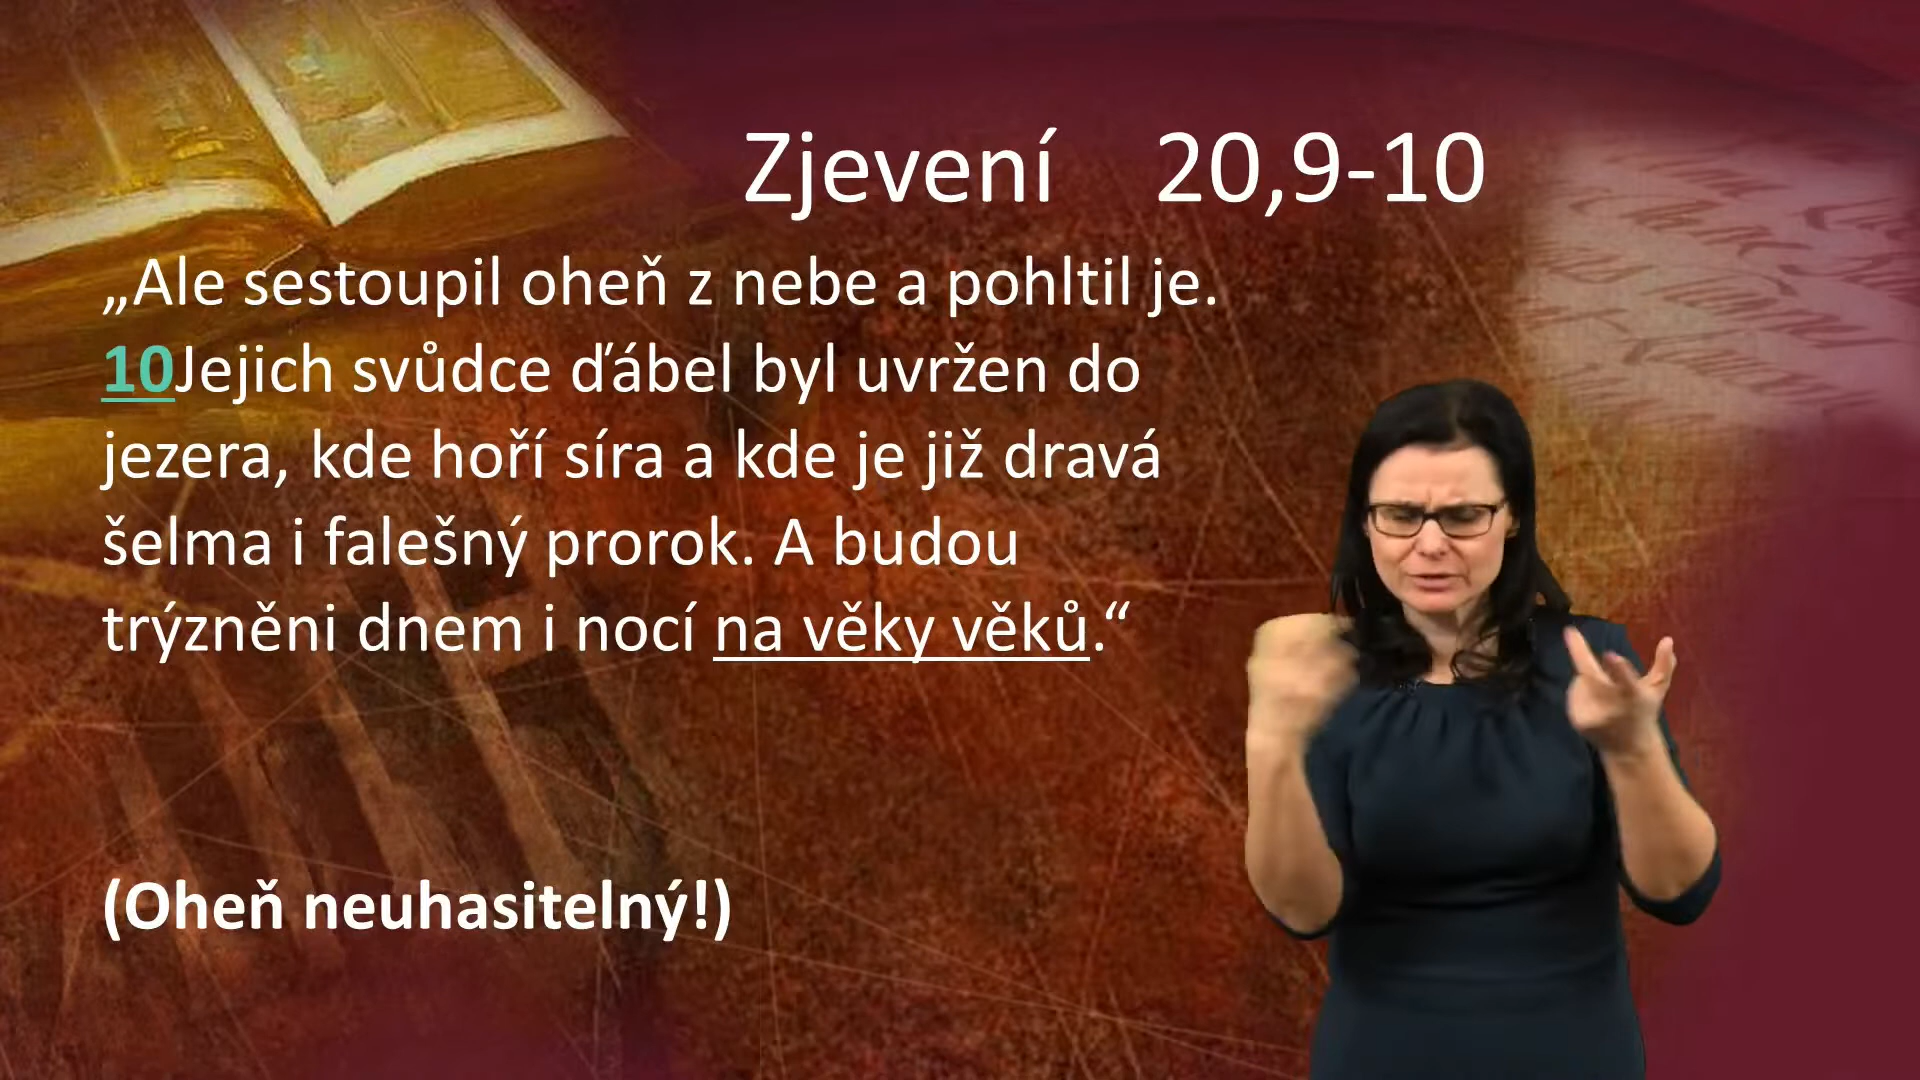 Zjevení 20,9-10
„Ale sestoupil oheň z nebe a pohltil je.
10Jejich svůdce ďábel byl uvržen do
jezera, kde hoří síra a kde je již dravá
šelma i falešný prorok. A budou
trýzněni dnem i nocí na věky věků.“
(Oheň neuhasitelný!)